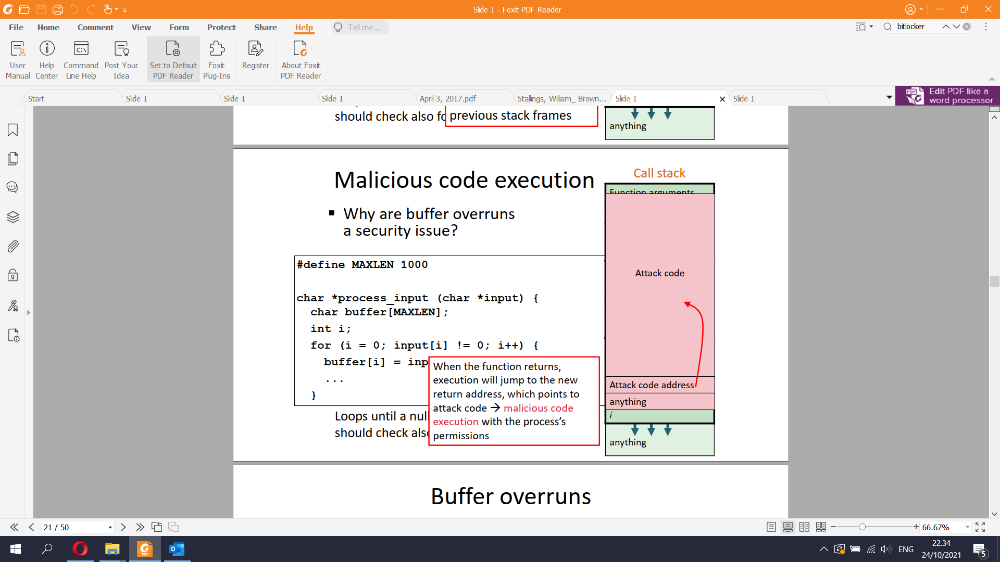 Slide 1 - Foxit PDF Reader
File Home Comment View Form Protect Share Help Tell me... bitlocker
User Manual
Help Center
Command Line Help
Post Your Idea
Set to Default PDF Reader
Foxit Plug-Ins
Register
About Foxit PDF Reader
Start
Slide 1
Slide 1
Slide 1
April 3, 2017.pdf
Stallings, William_ Brown...
Slide 1
Slide 1
Edit PDF like a
word processor
should check also fo
previous stack frames
anything
Malicious code execution
Call stack
Function arguments
▪ Why are buffer overruns
a security issue?
#define MAXLEN 1000
char *process_input (char *input) {
char buffer[MAXLEN];
int i;
for (i = 0; input[i] != 0; i++) {
buffer[i] = inp
...
}
Loops until a nul
should check als
When the function returns,
execution will jump to the new
return address, which points to
attack code → malicious code
execution with the process’s
permissions
Attack code
Attack code address
anything
i
anything
Buffer overruns
21 / 50
66.67%
ENG
22.34
24/10/2021
5